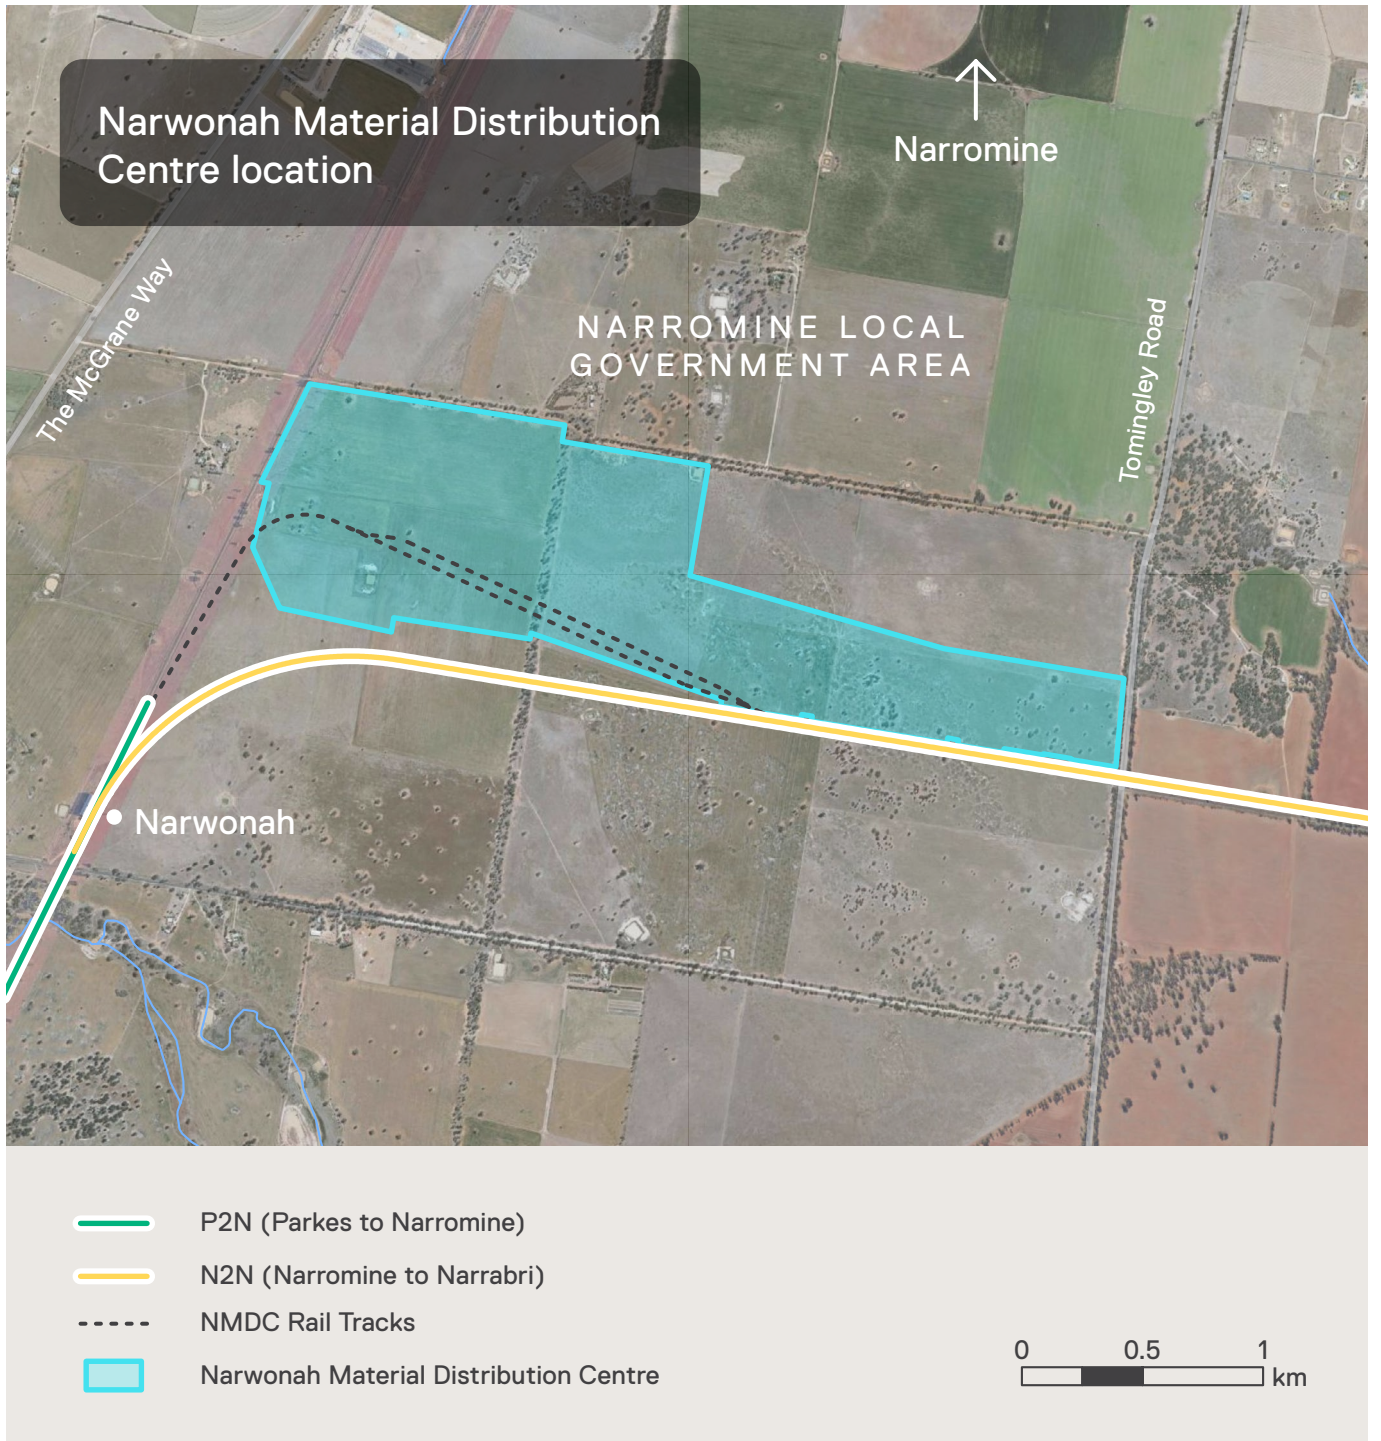 Narwonah Material Distribution
Centre location
Narromine
The McGrane Way
NARROMINE LOCAL
GOVERNMENT AREA
Tomingley Road
Narwonah
P2N (Parkes to Narromine)
N2N (Narromine to Narrabri)
NMDC Rail Tracks
Narwonah Material Distribution Centre
0 0.5 1
km